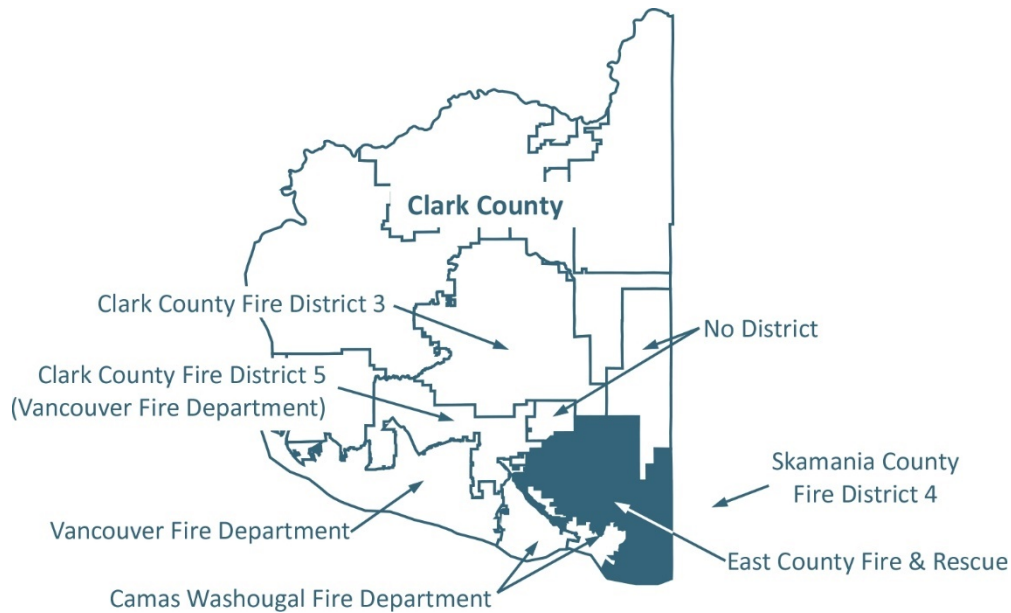 Clark County
Clark County Fire District 3
No District
Clark County Fire District 5
(Vancouver Fire Department)
Skamania County
Fire District 4
Vancouver Fire Department
East County Fire & Rescue
Camas Washougal Fire Department